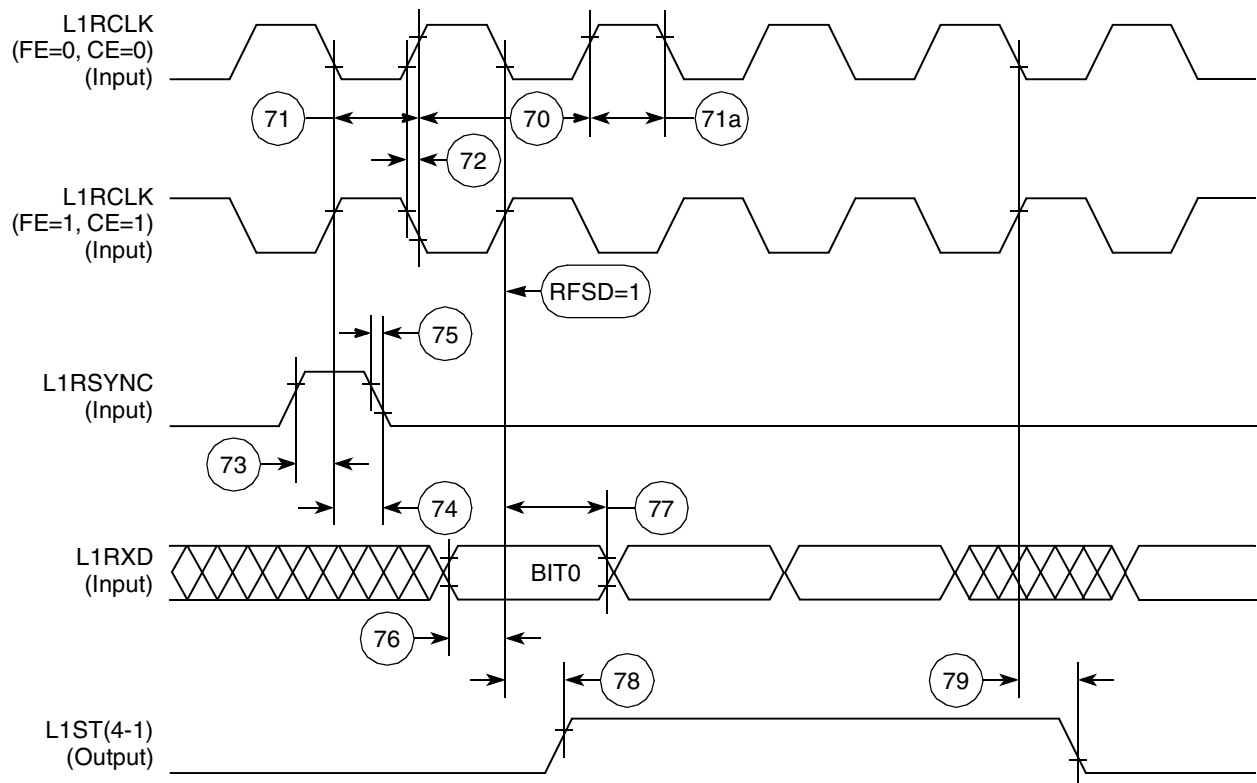 L1RCLK
(FE=0, CE=0)
(Input)
71
70
71a
72
L1RCLK
(FE=1, CE=1)
(Input)
RFSD=1
75
L1RSYNC
(Input)
73
74
77
L1RXD
(Input)
BIT0
76
78
79
L1ST(4-1)
(Output)